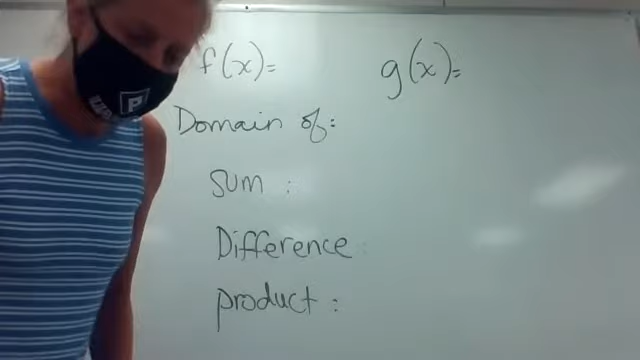 f(x)= g(x)=
Domain of:
sum :
Difference
product :
P